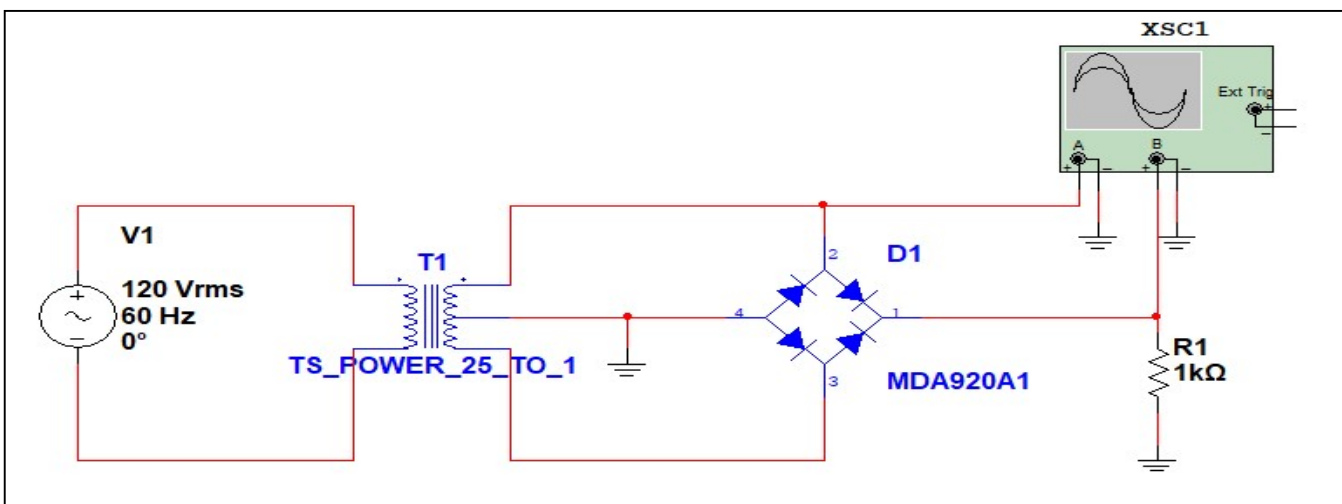 XSC1
Ext Trig
+
−
A
B
+
−
+
−
V1
+
−
120 Vrms
60 Hz
0°
T1
TS_POWER_25_TO_1
2
D1
4
1
3
MDA920A1
R1
1kΩ